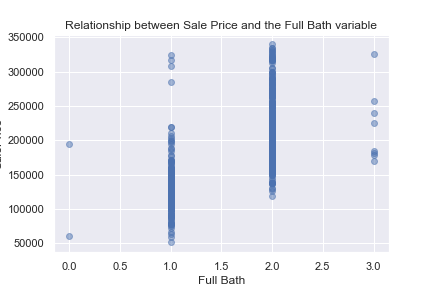 Relationship between Sale Price and the Full Bath variable
350000
300000
250000
200000
150000
100000
50000
0.0 0.5 1.0 1.5 2.0 2.5 3.0
Full Bath